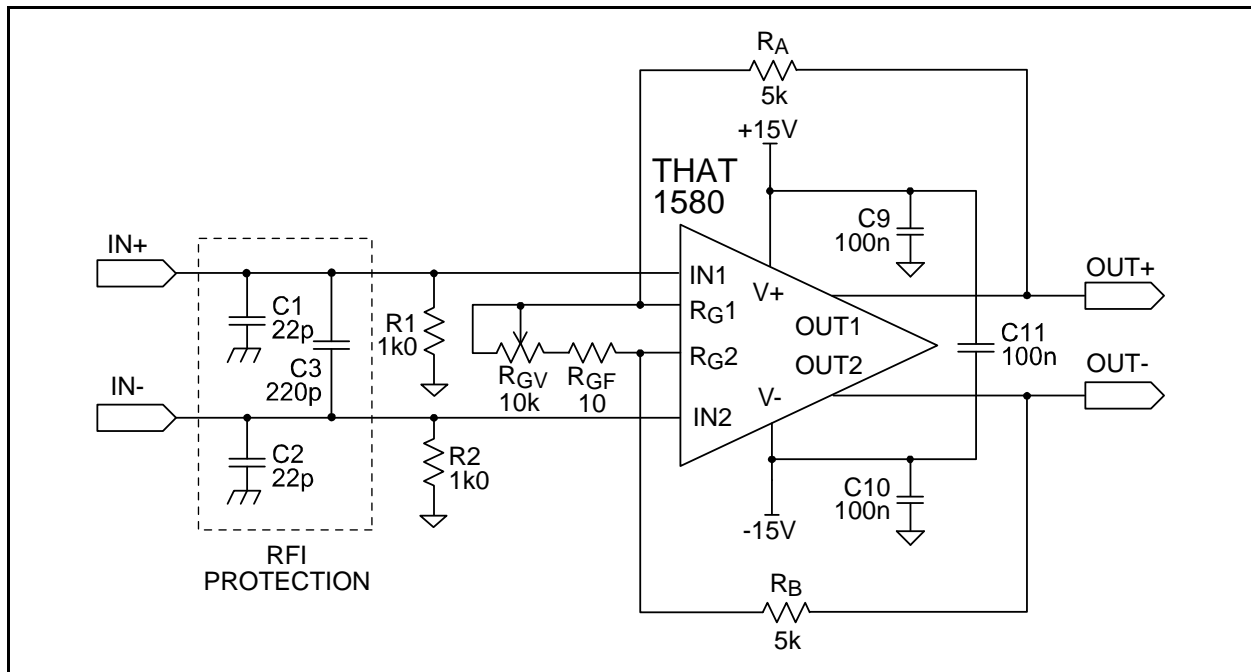 RA
5k
+15V
THAT
1580
C9
100n
IN+
IN1
V+
OUT+
C1
22p
R1
1k0
RG1
OUT1
C11
100n
C3
220p
RGV
10k
RGF
10
RG2
OUT2
IN-
V-
OUT-
IN2
C2
22p
R2
1k0
C10
100n
-15V
RFI
PROTECTION
RB
5k